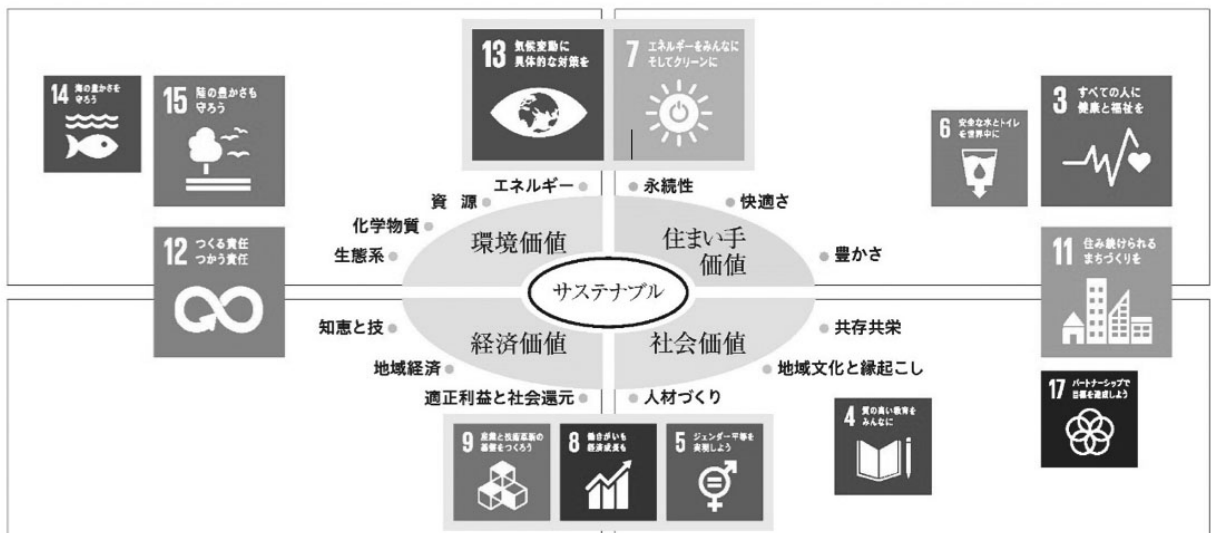 13 気候変動に
具体的な対策を
7 エネルギーをみんなに
そしてクリーンに
14 海の豊かさを
守ろう
15 陸の豊かさも
守ろう
6 安全な水とトイレ
を世界中に
3 すべての人に
健康と福祉を
エネルギー
資 源
化学物質
生態系
永続性
快適さ
豊かさ
環境価値
住まい手
価値
12 つくる責任
つかう責任
11 住み続けられる
まちづくりを
サステナブル
知恵と技
地域経済
適正利益と社会還元
経済価値
社会価値
共存共栄
地域文化と縁起こし
人材づくり
9 産業と技術革新の
基盤をつくろう
8 働きがいも
経済成長も
5 ジェンダー平等を
実現しよう
4 質の高い教育を
みんなに
17 パートナーシップで
目標を達成しよう